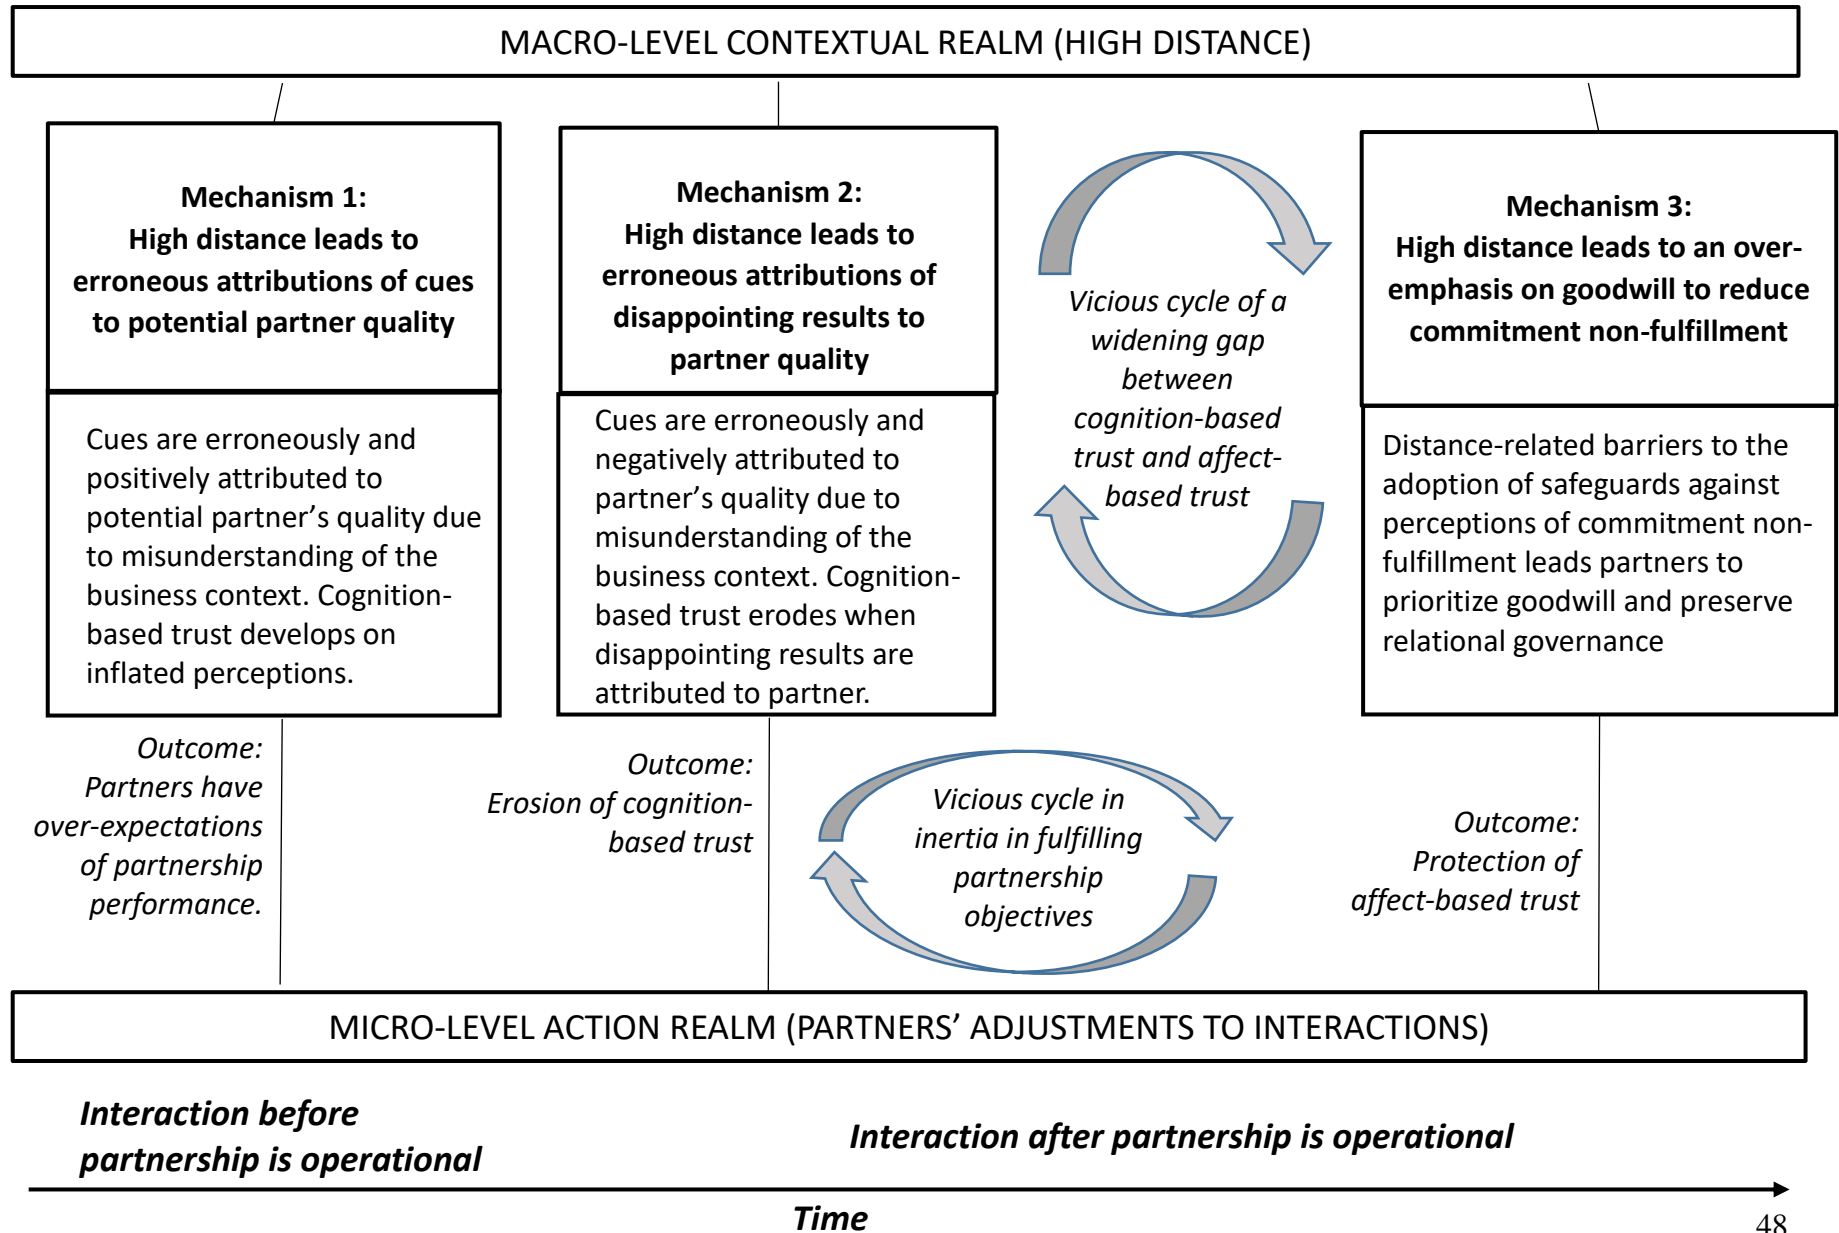 MACRO-LEVEL CONTEXTUAL REALM (HIGH DISTANCE)
Mechanism 1:
High distance leads to
erroneous attributions of cues
to potential partner quality
Cues are erroneously and
positively attributed to
potential partner’s quality due
to misunderstanding of the
business context. Cognition-
based trust develops on
inflated perceptions.
Outcome:
Partners have
over-expectations
of partnership
performance.
Mechanism 2:
High distance leads to
erroneous attributions of
disappointing results to
partner quality
Cues are erroneously and
negatively attributed to
partner’s quality due to
misunderstanding of the
business context. Cognition-
based trust erodes when
disappointing results are
attributed to partner.
Outcome:
Erosion of cognition-
based trust
Vicious cycle of a
widening gap
between
cognition-based
trust and affect-
based trust
Vicious cycle in
inertia in fulfilling
partnership
objectives
Mechanism 3:
High distance leads to an over-
emphasis on goodwill to reduce
commitment non-fulfillment
Distance-related barriers to the
adoption of safeguards against
perceptions of commitment non-
fulfillment leads partners to
prioritize goodwill and preserve
relational governance
Outcome:
Protection of
affect-based trust
MICRO-LEVEL ACTION REALM (PARTNERS’ ADJUSTMENTS TO INTERACTIONS)
Interaction before
partnership is operational
Interaction after partnership is operational
Time
48